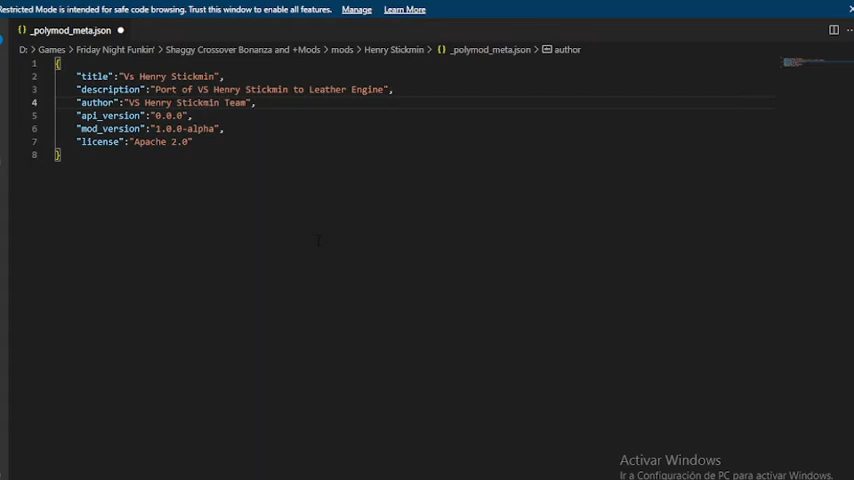 Restricted Mode is intended for safe code browsing. Trust this window to enable all features. Manage Learn More
_polymod_meta.json
D: > Games > Friday Night Funkin' > Shaggy Crossover Bonanza and +Mods > mods > Henry Stickmin > _polymod_meta.json > author
1 {
2 "title":"Vs Henry Stickmin",
3 "description":"Port of VS Henry Stickmin to Leather Engine",
4 "author":"VS Henry Stickmin Team",
5 "api_version":"0.0.0",
6 "mod_version":"1.0.0-alpha",
7 "license":"Apache 2.0"
8 }
Activar Windows
Ir a Configuración de PC para activar Windows.